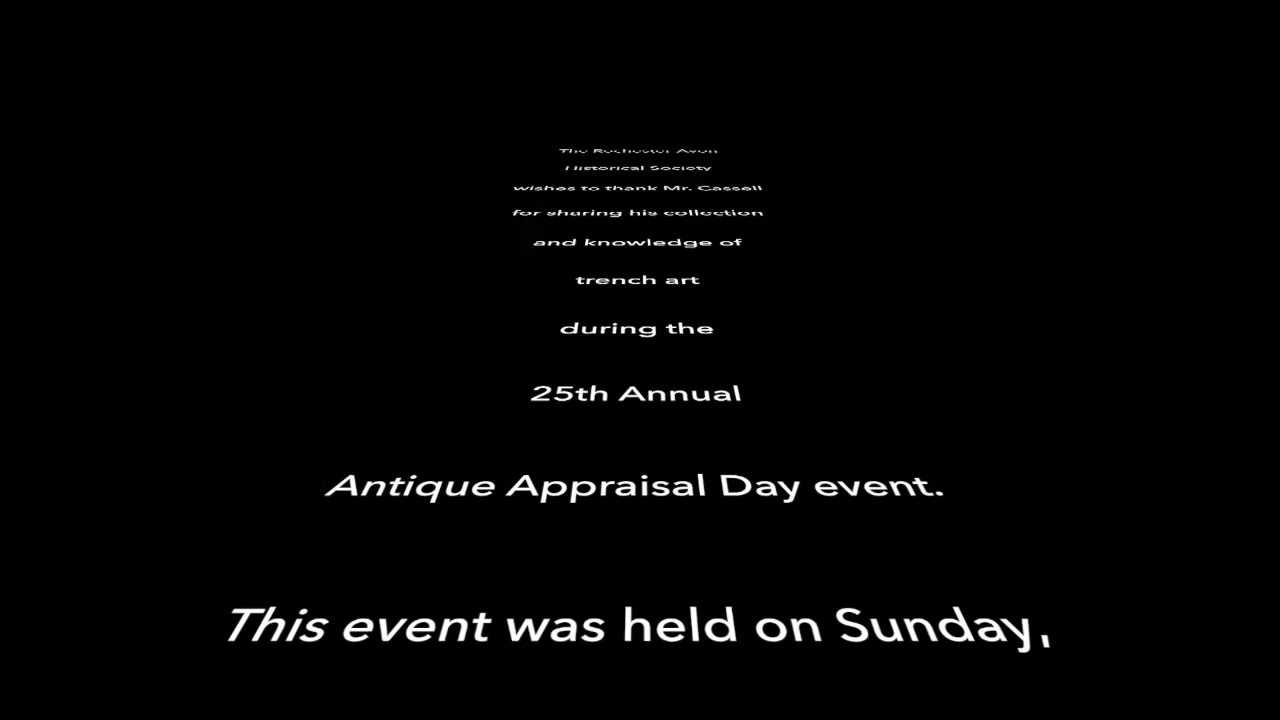 The Rochester Avon
Historical Society
wishes to thank Mr. Cassell
for sharing his collection
and knowledge of
trench art
during the
25th Annual
Antique Appraisal Day event.
This event was held on Sunday,